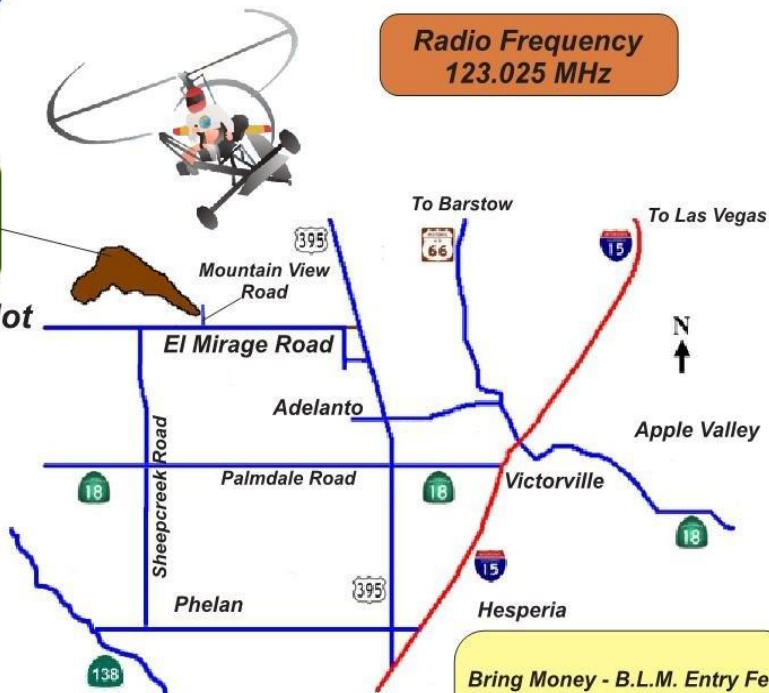 Radio Frequency
123.025 MHz
To Barstow
To Las Vegas
395
66
15
Mountain View
Road
El Mirage Road
N
Adelanto
Apple Valley
Sheepcreek Road
Palmdale Road
Victorville
18
18
18
15
395
Phelan
Hesperia
138
Bring Money - B.L.M. Entry